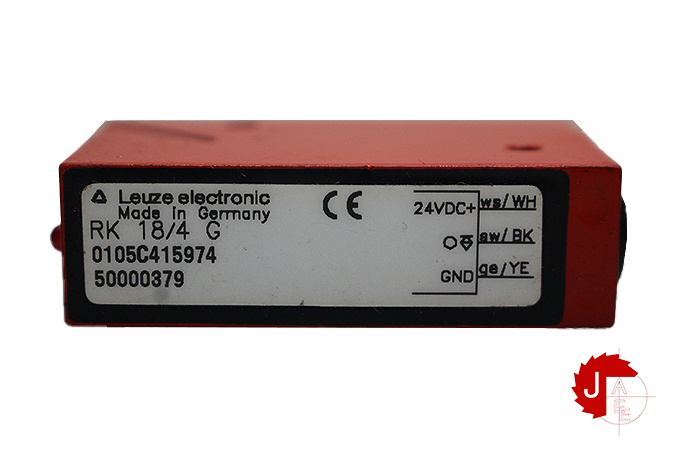 Leuze electronic
Made in Germany
RK 18/4 G
0105C415974
50000379
CE
24VDC+ ws/WH
sw/BK
GND ge/YE
J
A
E
E